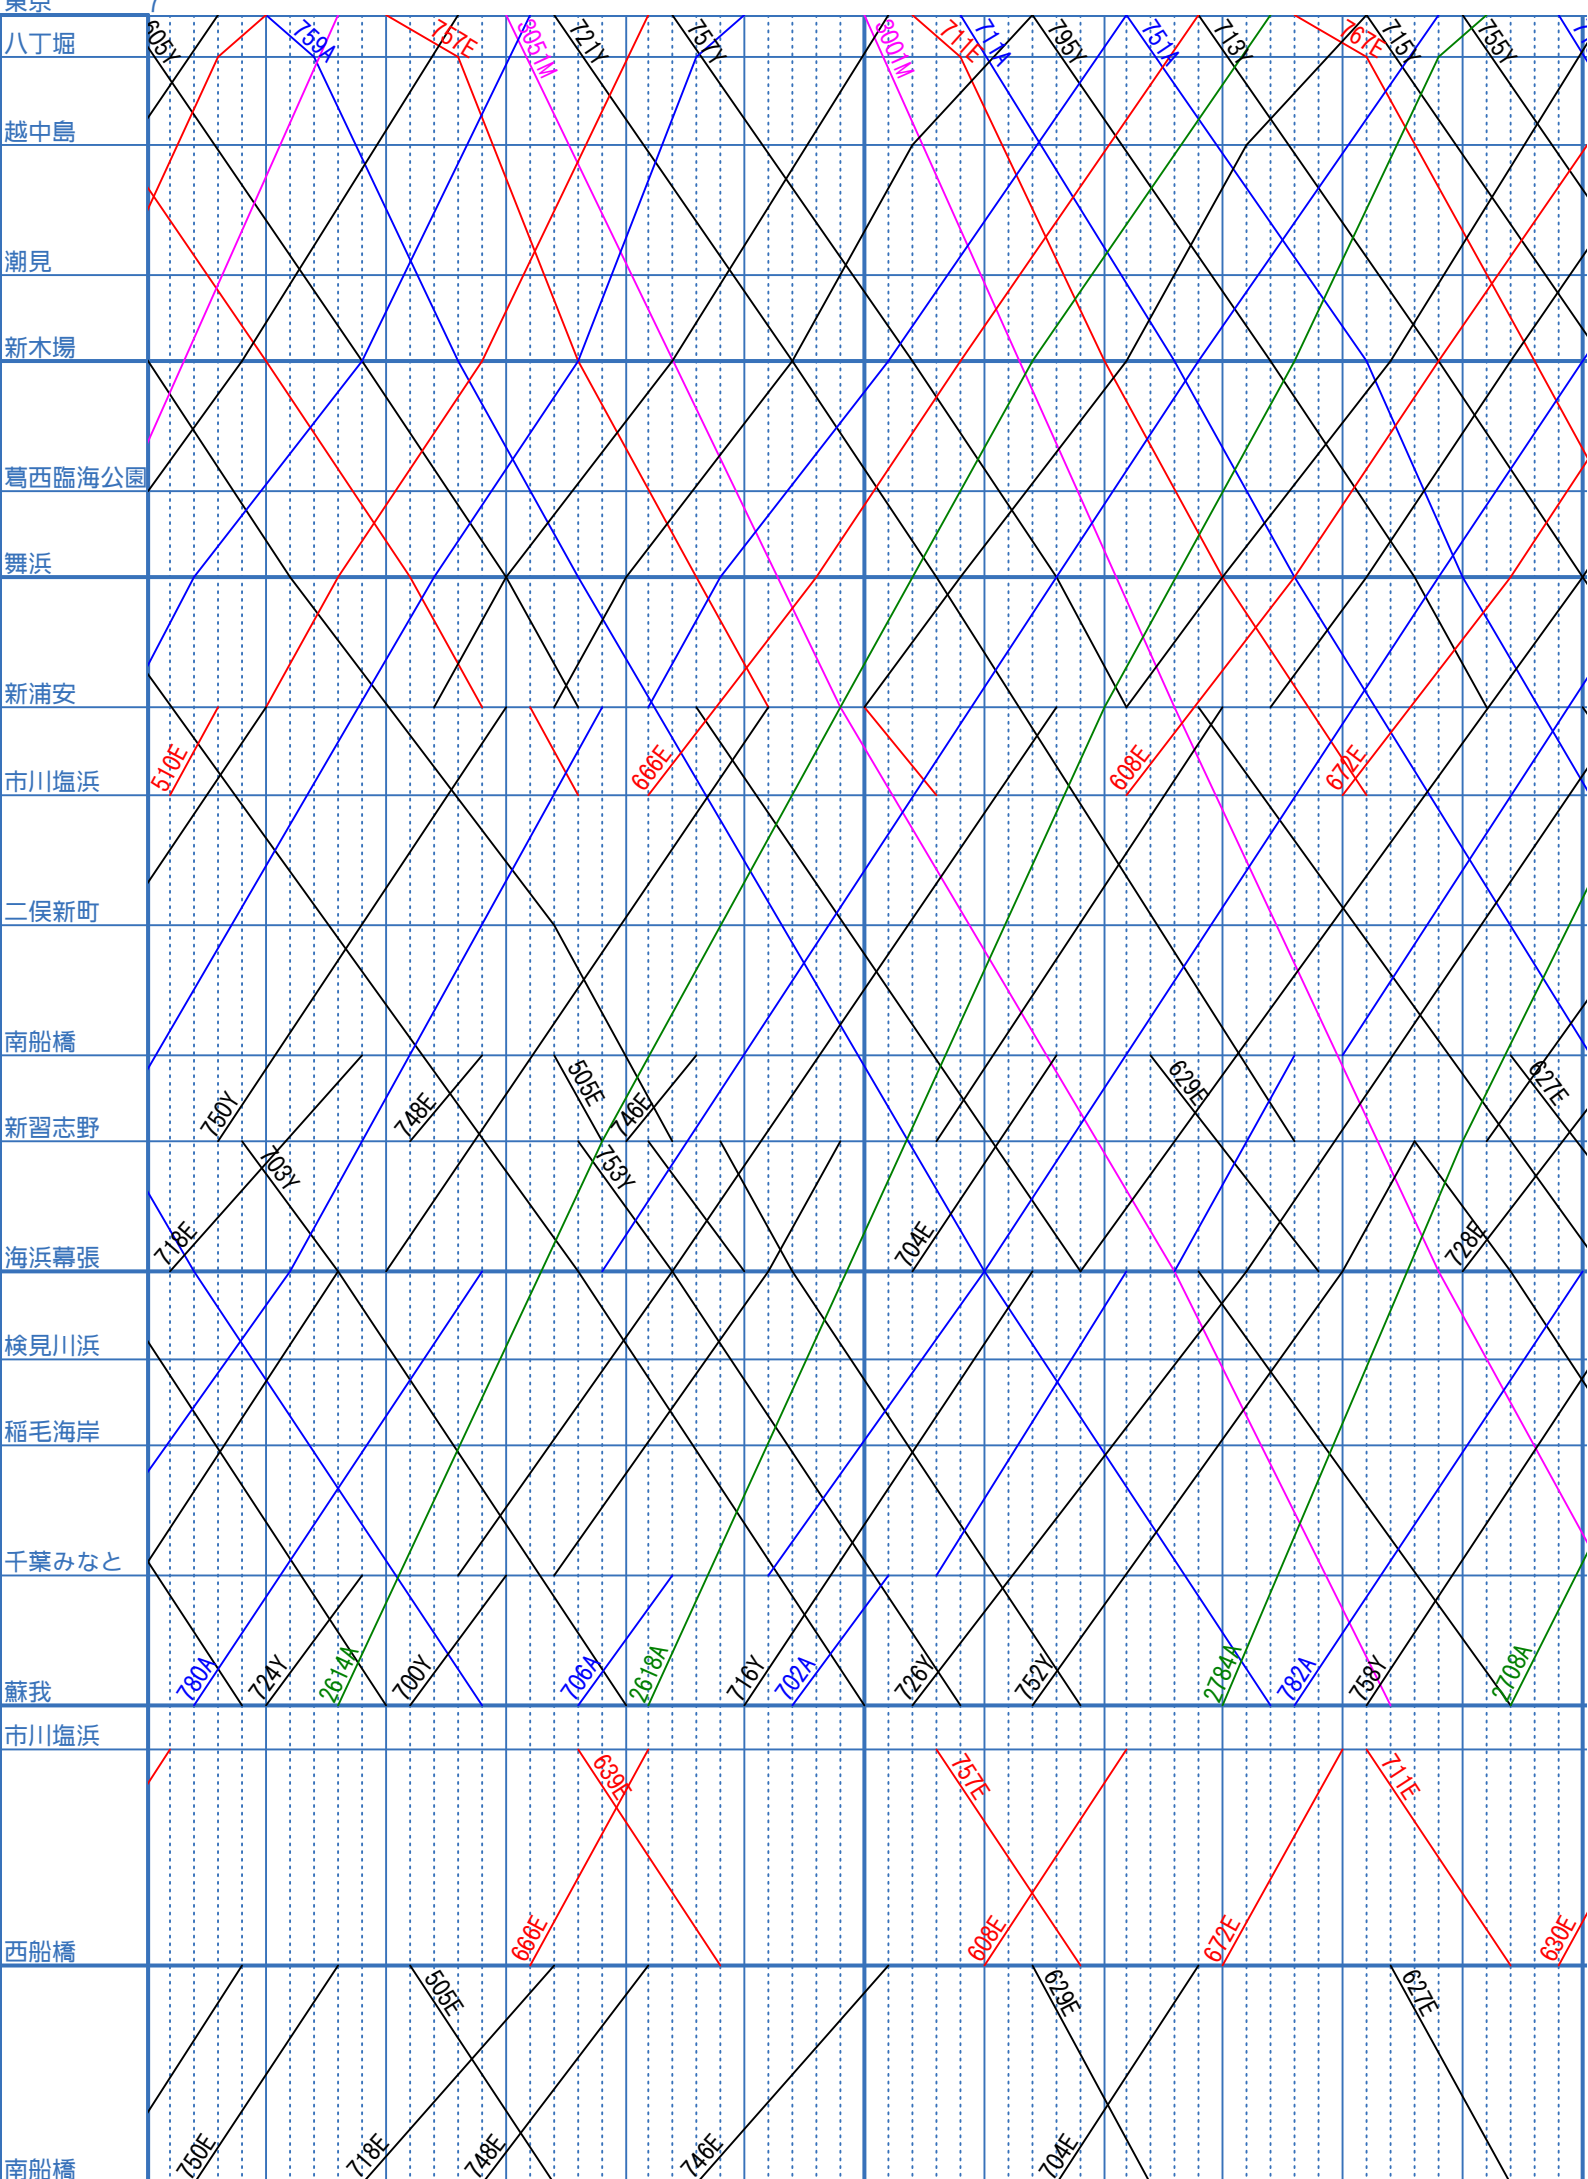 東京 7
八丁堀 605Y 759A 757E 3051M 721Y 757Y 3001M 711E 711A 795Y 751A 713Y 767E 715Y 755Y
越中島
潮見
新木場
葛西臨海公園
舞浜
新浦安
510E 666E 608E 672E
市川塩浜
二俣新町
南船橋
750Y 748E 505E 746E 629E 627E
新習志野
703Y 753Y
718E 704E 728E
海浜幕張
検見川浜
稲毛海岸
千葉みなと
780A 724Y 2614A 700Y 706A 2618A 716Y 702A 726Y 752Y 2784A 782A 758Y 2708A
蘇我
市川塩浜
639E 757E 711E
666E 608E 672E 630E
西船橋
505E 629E 627E
750E 718E 748E 746E 704E
南船橋